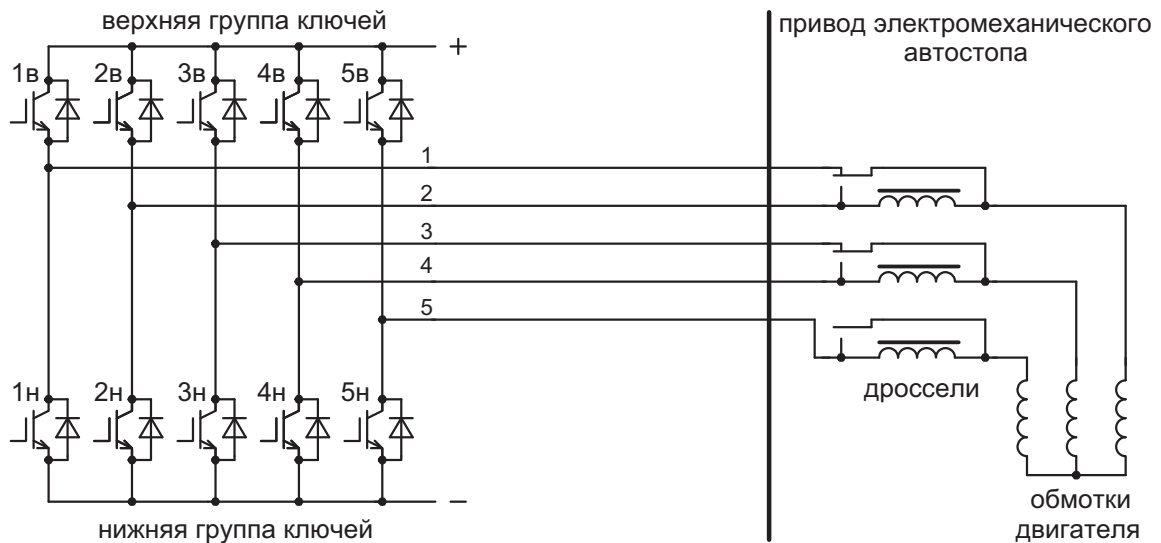 верхняя группа ключей
привод электромеханического
автостопа
+
1в 2в 3в 4в 5в
1
2
3
4
5
1н 2н 3н 4н 5н
дроссели
−
нижняя группа ключей
обмотки
двигателя